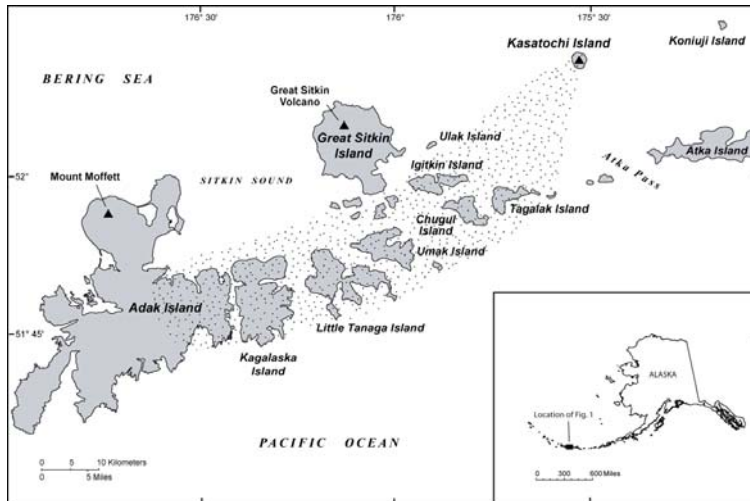 176° 30'
176°
175° 30'
Kasatochi Island
Koniuji Island
BERING SEA
Great Sitkin
Volcano
Great Sitkin
Island
Ulak Island
Atka Island
Igitkin Island
Atka Pass
52°
Mount Moffett
SITKIN SOUND
Tagalak Island
Chugul
Island
Umak Island
Adak Island
Little Tanaga Island
51° 45'
Kagalaska
Island
ALASKA
Location of Fig. 1
0 300 600 Miles
PACIFIC OCEAN
0 5 10 Kilometers
0 5 Miles